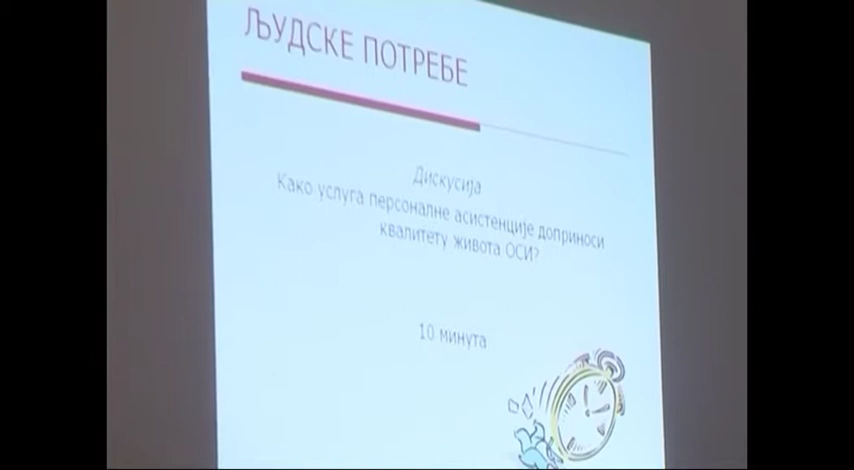 ЉУДСКЕ ПОТРЕБЕ
Дискусија
Како услуга персоналне асистенције доприноси
квалитету живота ОСИ?
10 минута